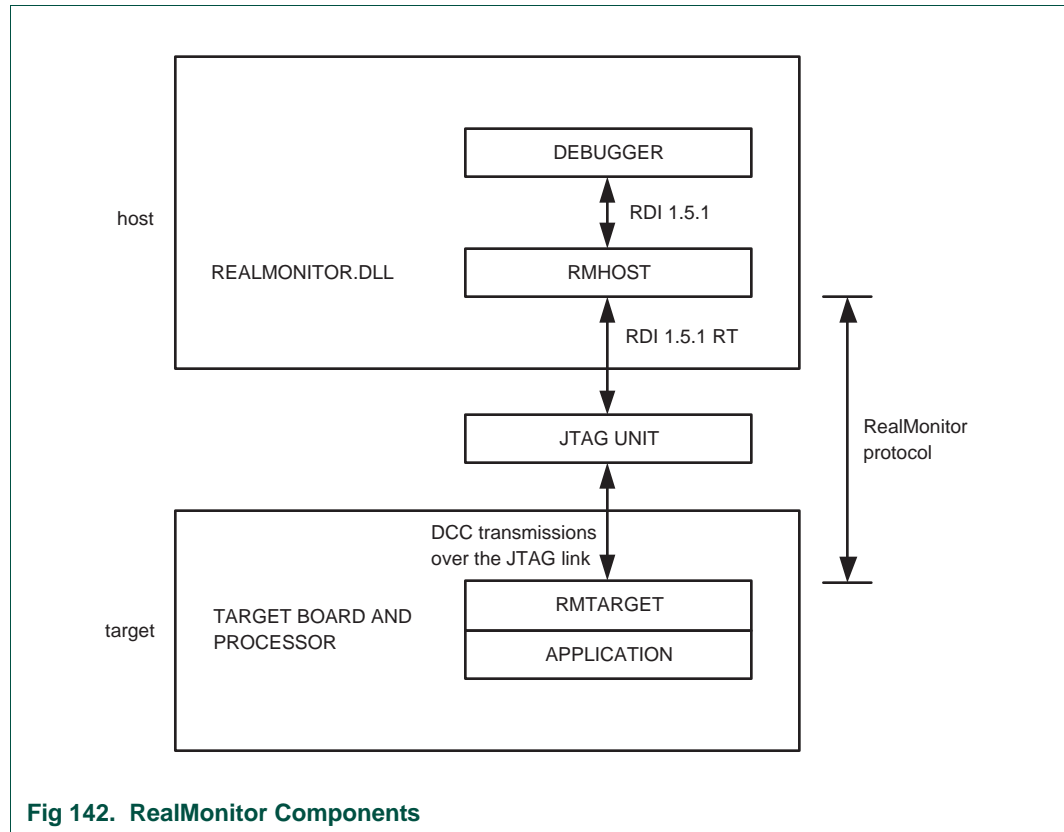 DEBUGGER
RDI 1.5.1
host
REALMONITOR.DLL
RMHOST
RDI 1.5.1 RT
JTAG UNIT
RealMonitor
protocol
DCC transmissions
over the JTAG link
target
TARGET BOARD AND
PROCESSOR
RMTARGET
APPLICATION
Fig 142. RealMonitor Components